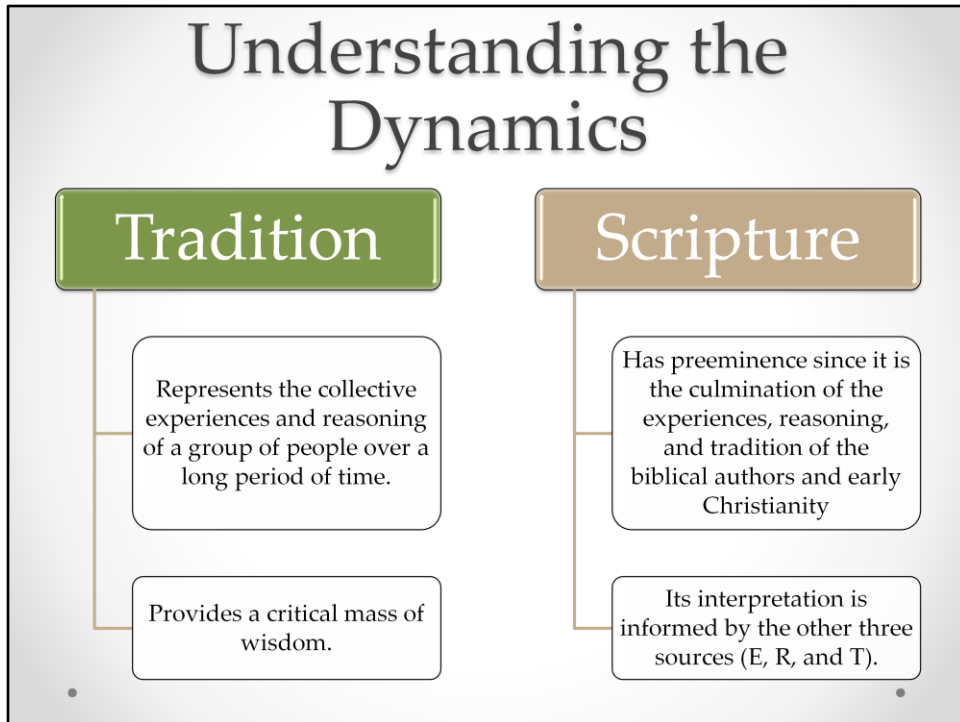 Understanding the
Dynamics
Tradition
Represents the collective
experiences and reasoning
of a group of people over a
long period of time.
Provides a critical mass of
wisdom.
Scripture
Has preeminence since it is
the culmination of the
experiences, reasoning,
and tradition of the
biblical authors and early
Christianity
Its interpretation is
informed by the other three
sources (E, R, and T).